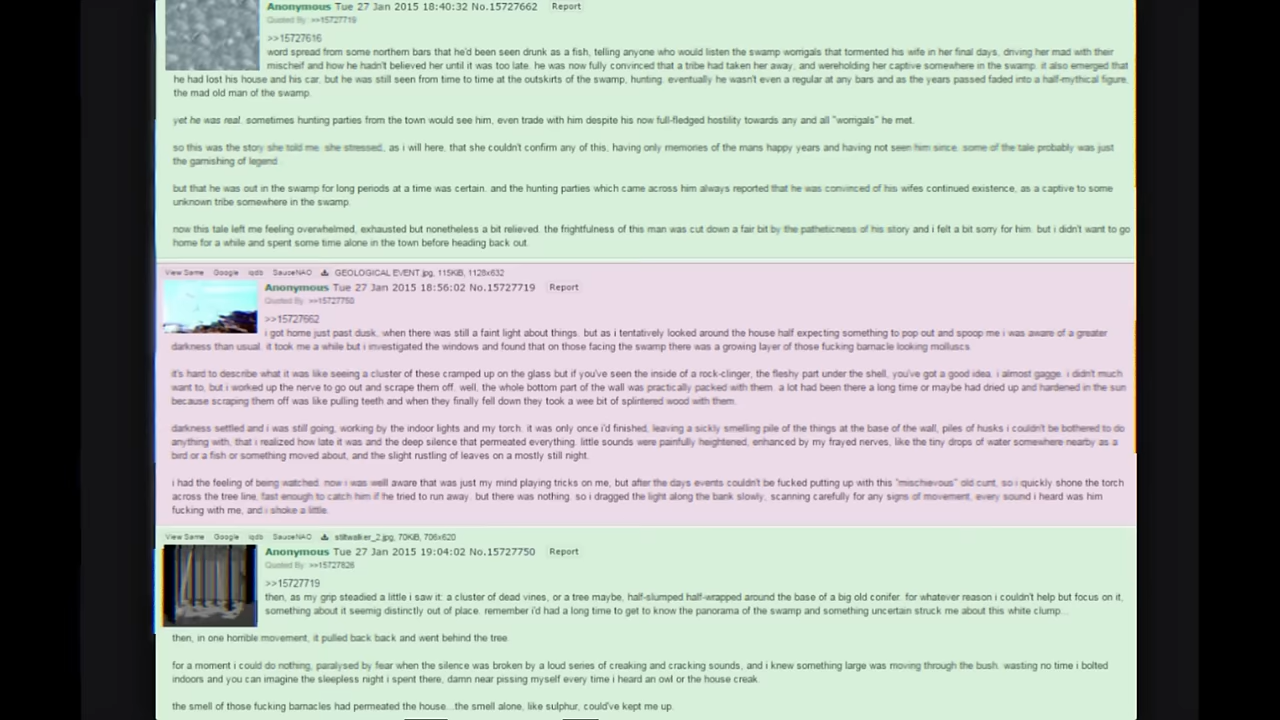 Anonymous Tue 27 Jan 2015 18:40:32 No.15727662 Report
Quoted By: >>15727719
>>15727616
word spread from some northern bars that he'd been seen drunk as a fish, telling anyone who would listen the swamp womgals that tormented his wife in her final days, driving her mad with their
mischeif and how he hadn't believed her until it was too late. he was now fully convinced that a tribe had taken her away, and wereholding her captive somewhere in the swamp. it also emerged that
he had lost his house and his car, but he was still seen from time to time at the outskirts of the swamp, hunting. eventually he wasn't even a regular at any bars and as the years passed faded into a half-mythical figure,
the mad old man of the swamp.
yet he was real. sometimes hunting parties from the town would see him, even trade with him despite his now full-fledged hostility towards any and all "womgals" he met.
so this was the story she told me. she stressed, as i will here, that she couldn't confirm any of this, having only memories of the mans happy years and having not seen him since. some of the tale probably was just
the garnishing of legend.
but that he was out in the swamp for long periods at a time was certain. and the hunting parties which came across him always reported that he was convinced of his wifes continued existence, as a captive to some
unknown tribe somewhere in the swamp.
now this tale left me feeling overwhelmed, exhausted but nonetheless a bit relieved. the frightfulness of this man was cut down a fair bit by the patheticness of his story and i felt a bit sorry for him. but i didn't want to go
home for a while and spent some time alone in the town before heading back out.
View Same Google iqdb SauceNAO GEOLOGICAL EVENT.jpg, 115KiB, 1128x632
Anonymous Tue 27 Jan 2015 18:56:02 No.15727719 Report
Quoted By: >>15727750
>>15727662
i got home just past dusk, when there was still a faint light about things. but as i tentatively looked around the house half expecting something to pop out and spoop me i was aware of a greater
darkness than usual. it took me a while but i investigated the windows and found that on those facing the swamp there was a growing layer of those fucking barnacle looking molluscs.
it's hard to describe what it was like seeing a cluster of these cramped up on the glass but if you've seen the inside of a rock-clinger, the fleshy part under the shell, you've got a good idea. i almost gagge. i didn't much
want to, but i worked up the nerve to go out and scrape them off. well, the whole bottom part of the wall was practically packed with them. a lot had been there a long time or maybe had dried up and hardened in the sun
because scraping them off was like pulling teeth and when they finally fell down they took a wee bit of splintered wood with them.
darkness settled and i was still going, working by the indoor lights and my torch. it was only once i'd finished, leaving a sickly smelling pile of the things at the base of the wall, piles of husks i couldn't be bothered to do
anything with, that i realized how late it was and the deep silence that permeated everything. little sounds were painfully heightened, enhanced by my frayed nerves, like the tiny drops of water somewhere nearby as a
bird or a fish or something moved about, and the slight rustling of leaves on a mostly still night.
i had the feeling of being watched. now i was well aware that was just my mind playing tricks on me, but after the days events couldn't be fucked putting up with this "mischievous" old cunt, so i quickly shone the torch
across the tree line, fast enough to catch him if he tried to run away. but there was nothing. so i dragged the light along the bank slowly, scanning carefully for any signs of movement, every sound i heard was him
fucking with me, and i shoke a little.
View Same Google iqdb SauceNAO stiltwalker_2.jpg, 70KiB, 706x620
Anonymous Tue 27 Jan 2015 19:04:02 No.15727750 Report
Quoted By: >>15727826
>>15727719
then, as my grip steadied a little i saw it: a cluster of dead vines, or a tree maybe, half-slumped half-wrapped around the base of a big old conifer. for whatever reason i couldn't help but focus on it,
something about it seemig distinctly out of place. remember i'd had a long time to get to know the panorama of the swamp and something uncertain struck me about this white clump...
then, in one horrible movement, it pulled back back and went behind the tree.
for a moment i could do nothing, paralysed by fear when the silence was broken by a loud series of creaking and cracking sounds, and i knew something large was moving through the bush. wasting no time i bolted
indoors and you can imagine the sleepless night i spent there, damn near pissing myself every time i heard an owl or the house creak.
the smell of those fucking barnacles had permeated the house...the smell alone, like sulphur, could've kept me up.